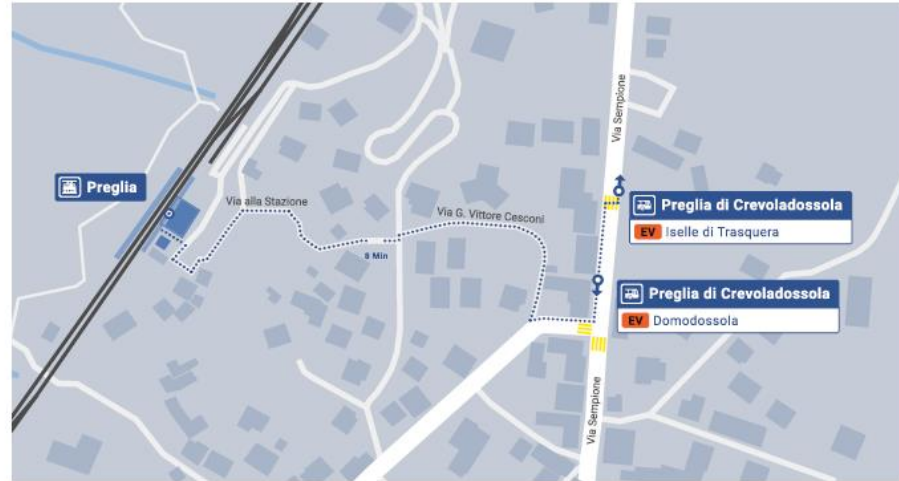 Via Sempione
Preglia
Via alla Stazione
Via G. Vittore Cesconi
6 Min
Preglia di Crevoladossola
EV Iselle di Trasquera
Preglia di Crevoladossola
EV Domodossola
Via Sempione